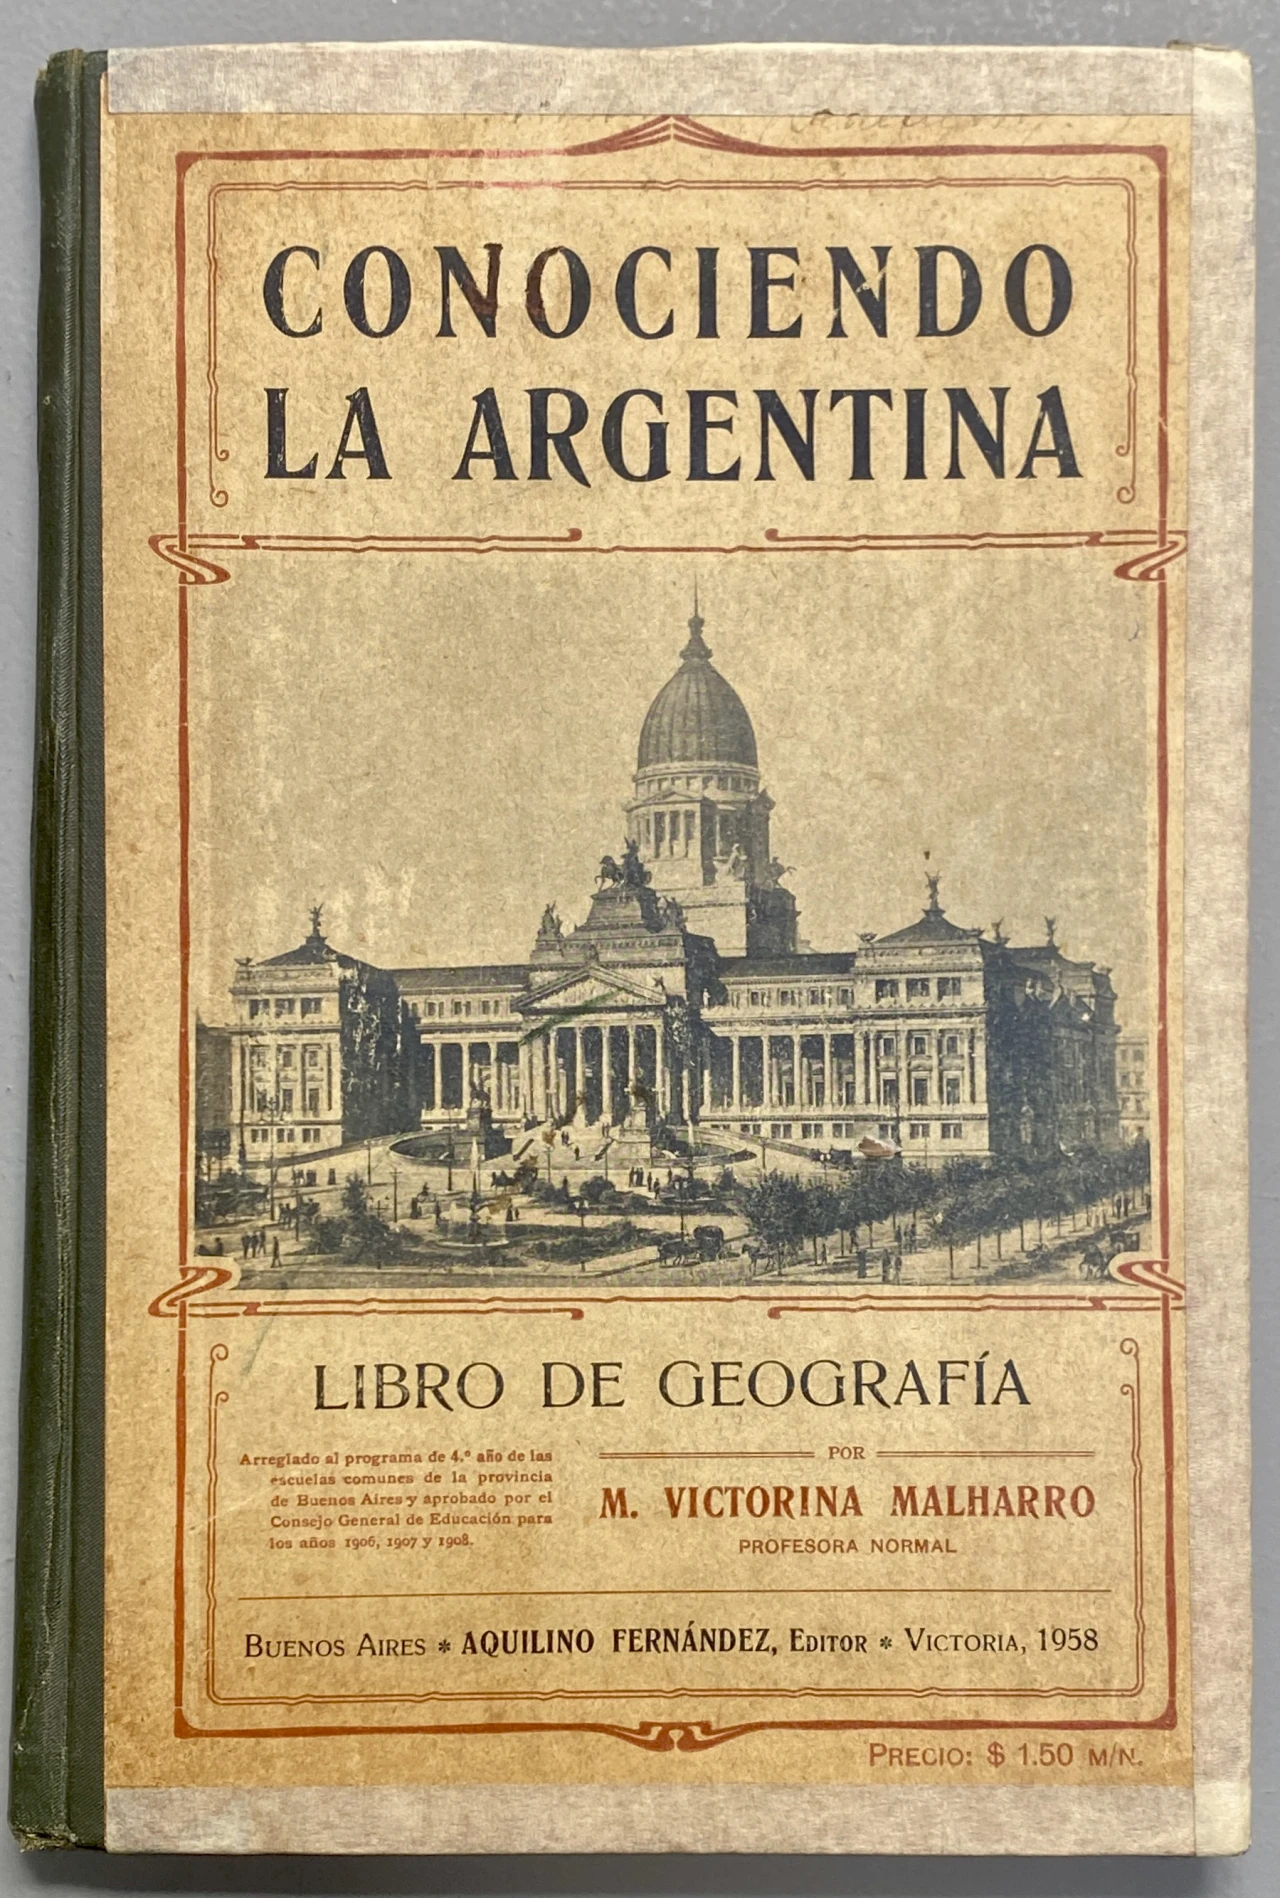 CONOCIENDO
LA ARGENTINA
LIBRO DE GEOGRAFÍA
Arreglado al programa de 4.º año de las
escuelas comunes de la provincia
de Buenos Aires y aprobado por el
Consejo General de Educación para
los años 1906, 1907 y 1908.
POR
M. VICTORINA MALHARRO
PROFESORA NORMAL
BUENOS AIRES * AQUILINO FERNÁNDEZ, EDITOR * VICTORIA, 1958
PRECIO: $ 1.50 M/N.